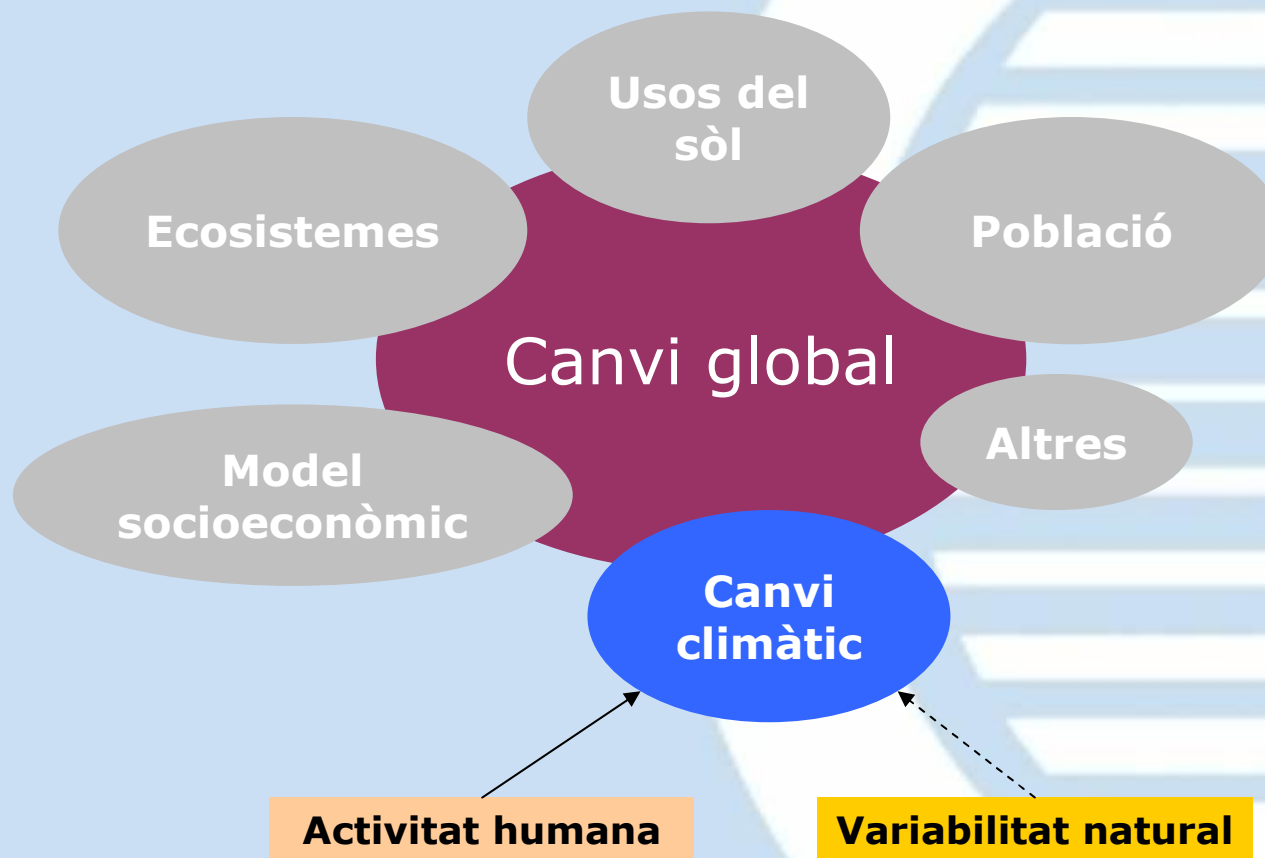 Usos del
sòl
Ecosistemes
Població
Canvi global
Altres
Model
socioeconòmic
Canvi
climàtic
Activitat humana
Variabilitat natural